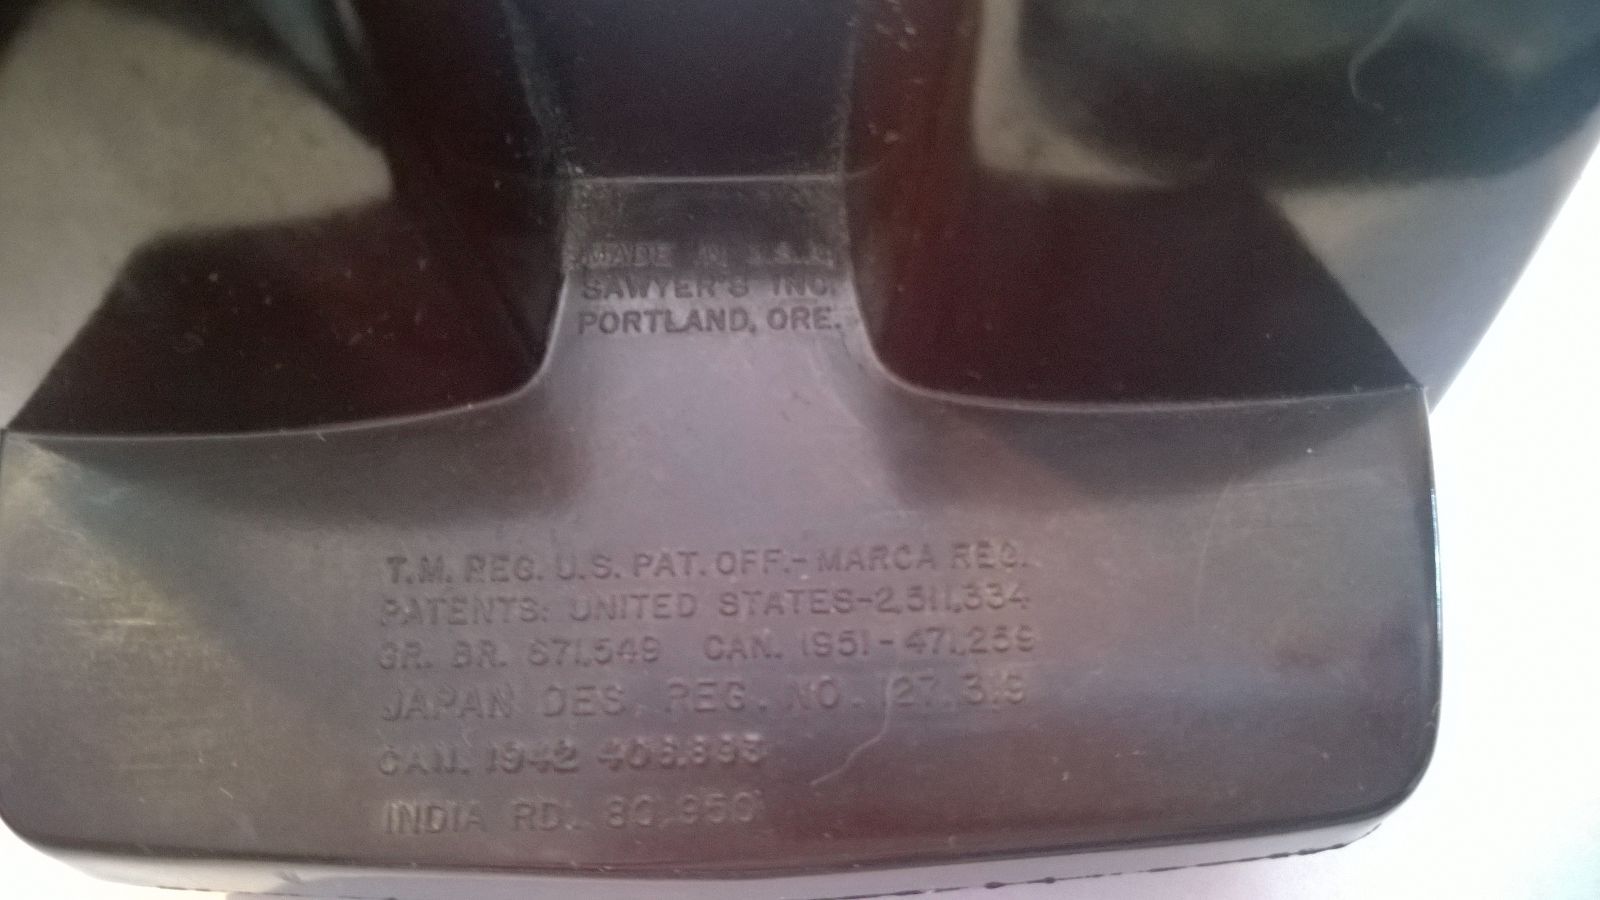 MADE IN U.S.A.
SAWYER'S INC.
PORTLAND, ORE.
T.M. REG. U.S. PAT. OFF.- MARCA REG.
PATENTS: UNITED STATES-2,511,334
GR. BR. 671,549 CAN. 1951-471,259
JAPAN DES. REG. NO. 127,319
CAN. 1942 406,893
INDIA RD. 80,950